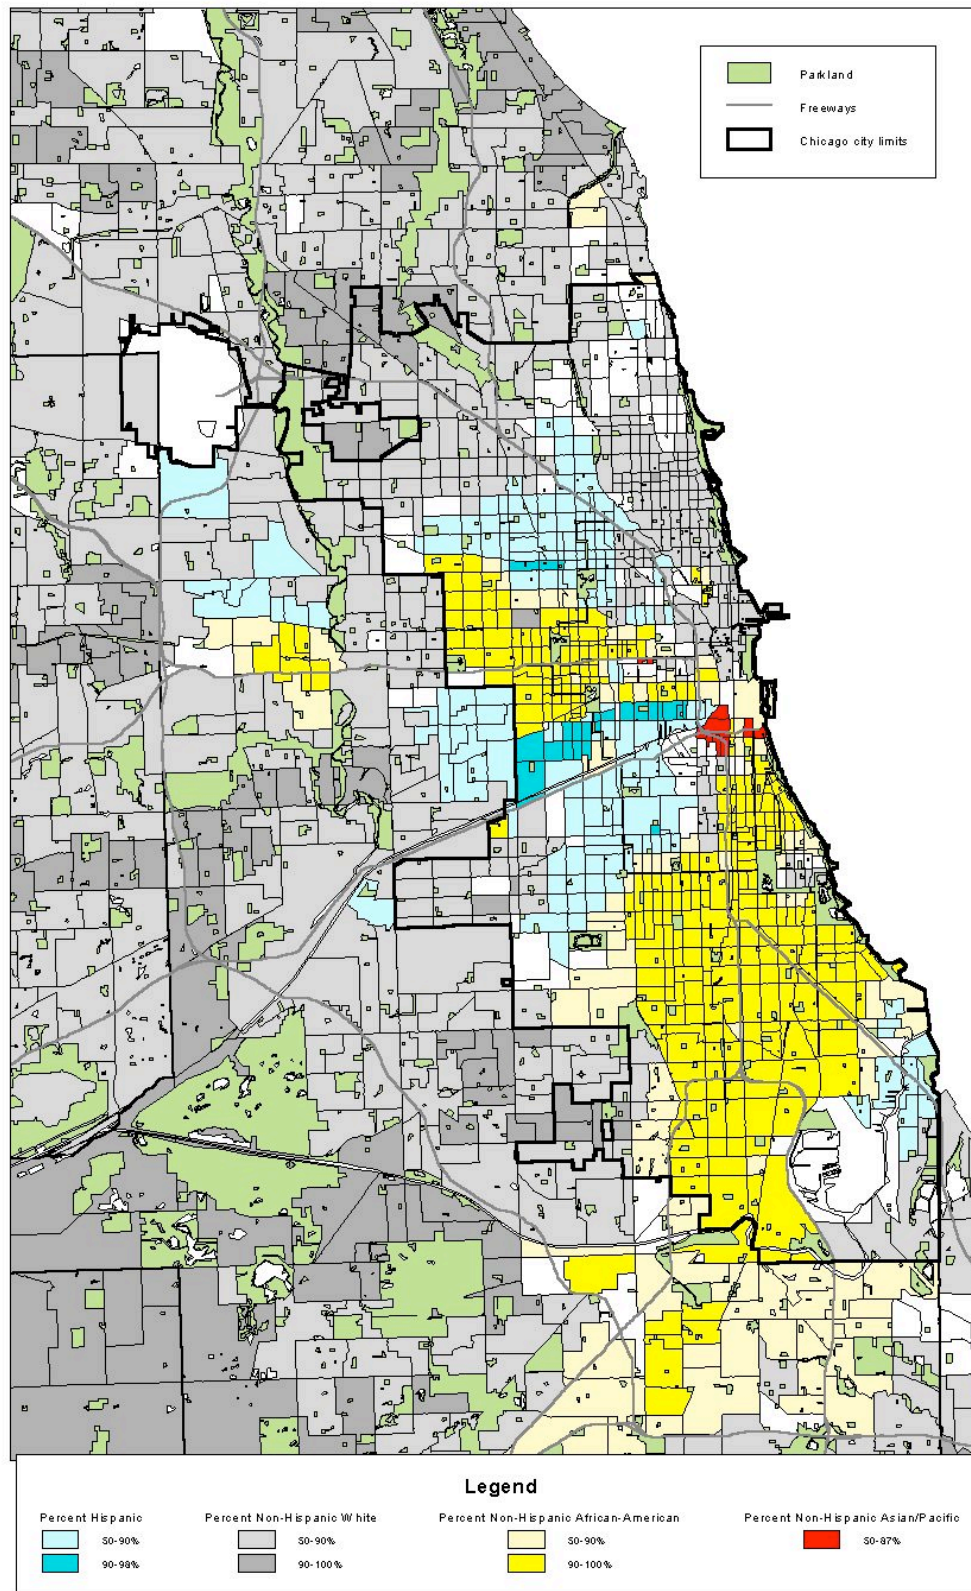 Parkland
Freeways
Chicago city limits
Legend
Percent Hispanic
50-90%
90-98%
Percent Non-Hispanic White
50-90%
90-100%
Percent Non-Hispanic African-American
50-90%
90-100%
Percent Non-Hispanic Asian/Pacific
50-87%